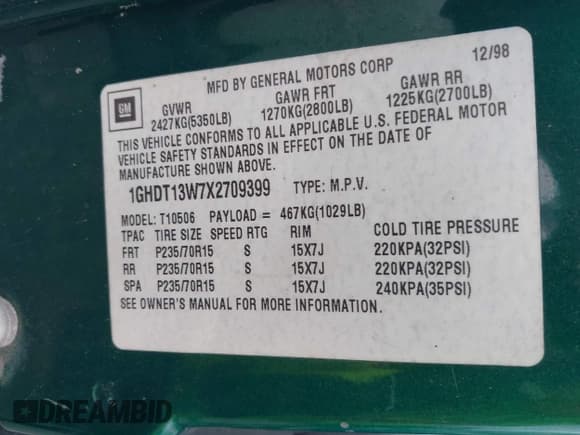 MFD BY GENERAL MOTORS CORP 12/98
GM
GVWR GAWR FRT GAWR RR
2427KG(5350LB) 1270KG(2800LB) 1225KG(2700LB)
THIS VEHICLE CONFORMS TO ALL APPLICABLE U.S. FEDERAL MOTOR
VEHICLE SAFETY STANDARDS IN EFFECT ON THE DATE OF
MANUFACTURE SHOWN ABOVE.
1GHDT13W7X2709399 TYPE: M.P.V.
MODEL: T10506 PAYLOAD = 467KG(1029LB)
TPAC TIRE SIZE SPEED RTG RIM COLD TIRE PRESSURE
FRT P235/70R15 S 15X7J 220KPA(32PSI)
RR P235/70R15 S 15X7J 220KPA(32PSI)
SPA P235/70R15 S 15X7J 240KPA(35PSI)
SEE OWNER'S MANUAL FOR MORE INFORMATION.
DREAMBID